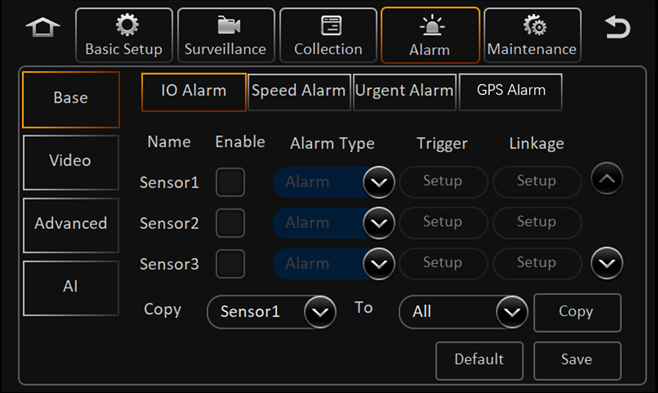 Basic Setup Surveillance Collection Alarm Maintenance
Base IO Alarm Speed Alarm Urgent Alarm GPS Alarm
Name Enable Alarm Type Trigger Linkage
Video
Sensor1 Alarm Setup Setup
Advanced Sensor2 Alarm Setup Setup
Sensor3 Alarm Setup Setup
AI
Copy Sensor1 To All Copy
Default Save